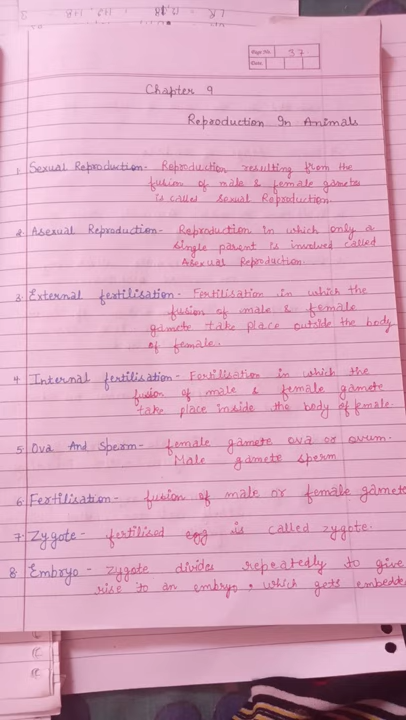 Page No. 37
Date
Chapter 9
Reproduction In Animals
1. Sexual Reproduction - Reproduction resulting from the
fusion of male & female gamete
is called Sexual Reproduction.
2. Asexual Reproduction - Reproduction in which only a
single parent is involved called
Asexual Reproduction
3. External fertilisation - Fertilisation in which the
fusion of male & female
gamete take place outside the body
of female.
4. Internal fertilisation - Fertilisation in which the
fusion of male & female gamete
take place inside the body of female.
5. Ova And Sperm - female gamete ova or ovum.
Male gamete sperm
6. Fertilisation - fusion of male or female gamete
7. Zygote - fertilised egg is called zygote.
8. Embryo - Zygote divides repeatedly to give
rise to an embryo. which gets embedde